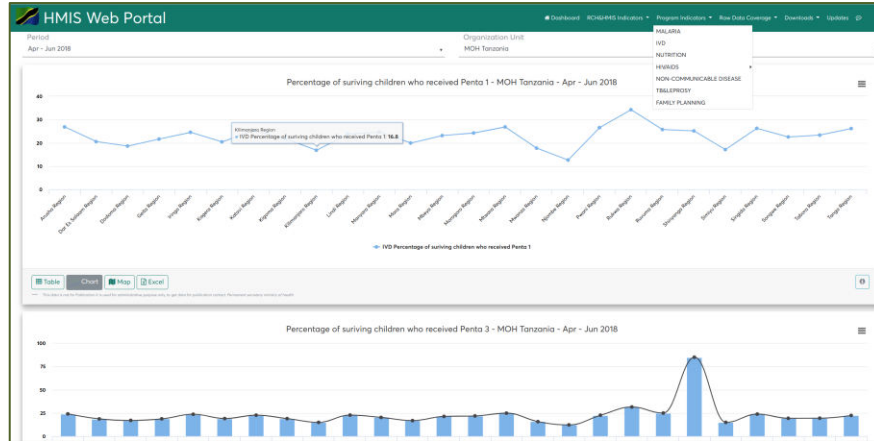 HMIS Web Portal
Dashboard RCH&HMIS Indicators Program Indicators Raw Data Coverage Downloads Updates
Period
Apr - Jun 2018
Organization Unit
MOH Tanzania
MALARIA
IVD
NUTRITION
HIV/AIDS
NON-COMMUNICABLE DISEASE
TB&LEPROSY
FAMILY PLANNING
Percentage of suriving children who received Penta 1 - MOH Tanzania - Apr - Jun 2018
40
30
20
10
0
Kilimanjaro Region
IVD Percentage of suriving children who received Penta 1: 16.8
Arusha Region
Dar Es Salaam Region
Dodoma Region
Geita Region
Iringa Region
Kagera Region
Katavi Region
Kigoma Region
Kilimanjaro Region
Lindi Region
Manyara Region
Mara Region
Mbeya Region
Morogoro Region
Mtwara Region
Mwanza Region
Njombe Region
Pwani Region
Rukwa Region
Ruvuma Region
Shinyanga Region
Simiyu Region
Singida Region
Songwe Region
Tabora Region
Tanga Region
IVD Percentage of suriving children who received Penta 1
Table Chart Map Excel
Percentage of suriving children who received Penta 3 - MOH Tanzania - Apr - Jun 2018
100
75
50
25
0